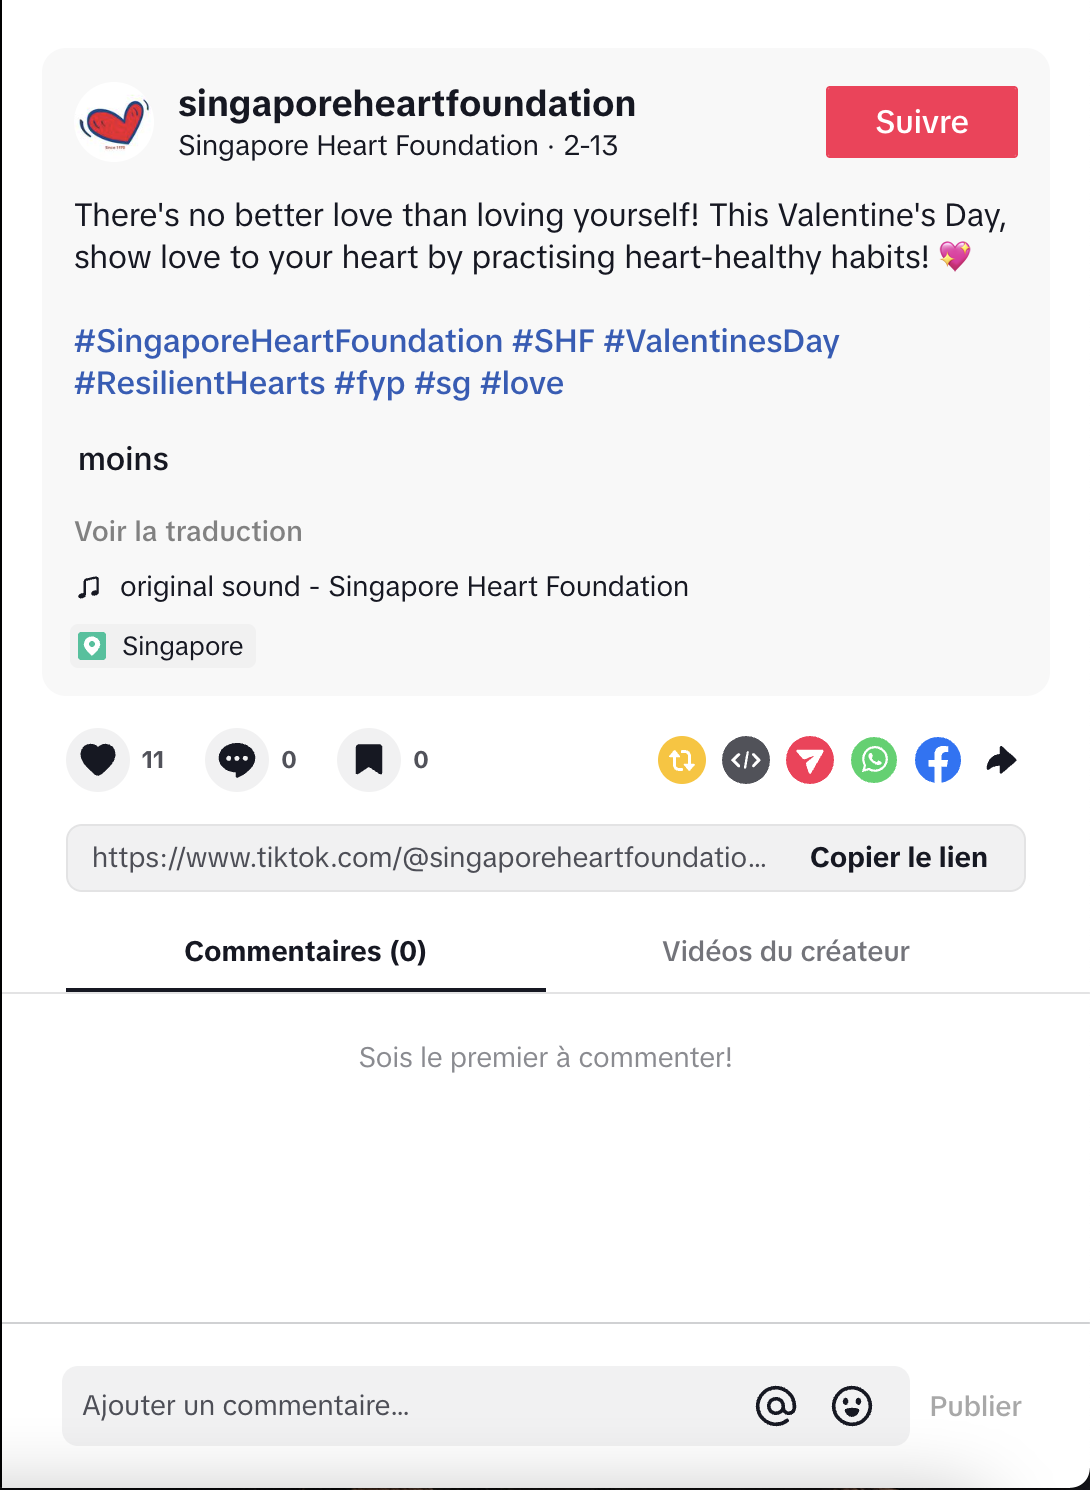 singaporeheartfoundation
Singapore Heart Foundation · 2-13
Suivre
There's no better love than loving yourself! This Valentine's Day,
show love to your heart by practising heart-healthy habits! 💖
#SingaporeHeartFoundation #SHF #ValentinesDay
#ResilientHearts #fyp #sg #love
moins
Voir la traduction
original sound - Singapore Heart Foundation
Singapore
11 0 0
https://www.tiktok.com/@singaporeheartfoundatio... Copier le lien
Commentaires (0) Vidéos du créateur
Sois le premier à commenter!
Ajouter un commentaire... Publier